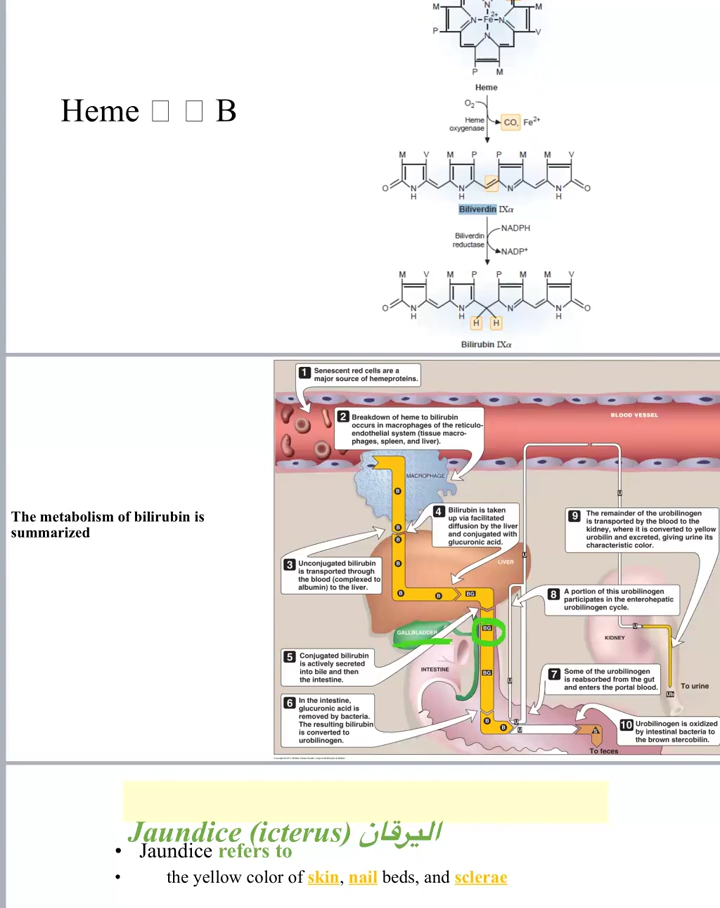 N
M
M
N
Fe
2+
N
P
N
V
P M
Heme
O2
Heme
oxygenase
CO, Fe2+
Heme □ □ B
M V M P P M M V
O N H N H N N H O
Biliverdin IXα
Biliverdin
reductase
NADPH
NADP+
M V M P P M M V
O N H N H N N H O
H H
Bilirubin IXα
1 Senescent red cells are a
major source of hemeproteins.
BLOOD VESSEL
2 Breakdown of heme to bilirubin
occurs in macrophages of the reticulo-
endothelial system (tissue macro-
phages, spleen, and liver).
MACROPHAGE
B
B
B
B
B
B
BG
The metabolism of bilirubin is
summarized
3 Unconjugated bilirubin
is transported through
the blood (complexed to
albumin) to the liver.
4 Bilirubin is taken
up via facilitated
diffusion by the liver
and conjugated with
glucuronic acid.
LIVER
9 The remainder of the urobilinogen
is transported by the blood to the
kidney, where it is converted to yellow
urobilin and excreted, giving urine its
characteristic color.
8 A portion of this urobilinogen
participates in the enterohepatic
urobilinogen cycle.
GALLBLADDER
BG
KIDNEY
5 Conjugated bilirubin
is actively secreted
into bile and then
the intestine.
INTESTINE
BG
7 Some of the urobilinogen
is reabsorbed from the gut
and enters the portal blood.
To urine
6 In the intestine,
glucuronic acid is
removed by bacteria.
The resulting bilirubin
is converted to
urobilinogen.
B
B
U
U
U
U
U
U
Ub
S
10 Urobilinogen is oxidized
by intestinal bacteria to
the brown stercobilin.
To feces
Jaundice (icterus) اليرقان
• Jaundice refers to
• the yellow color of skin, nail beds, and sclerae